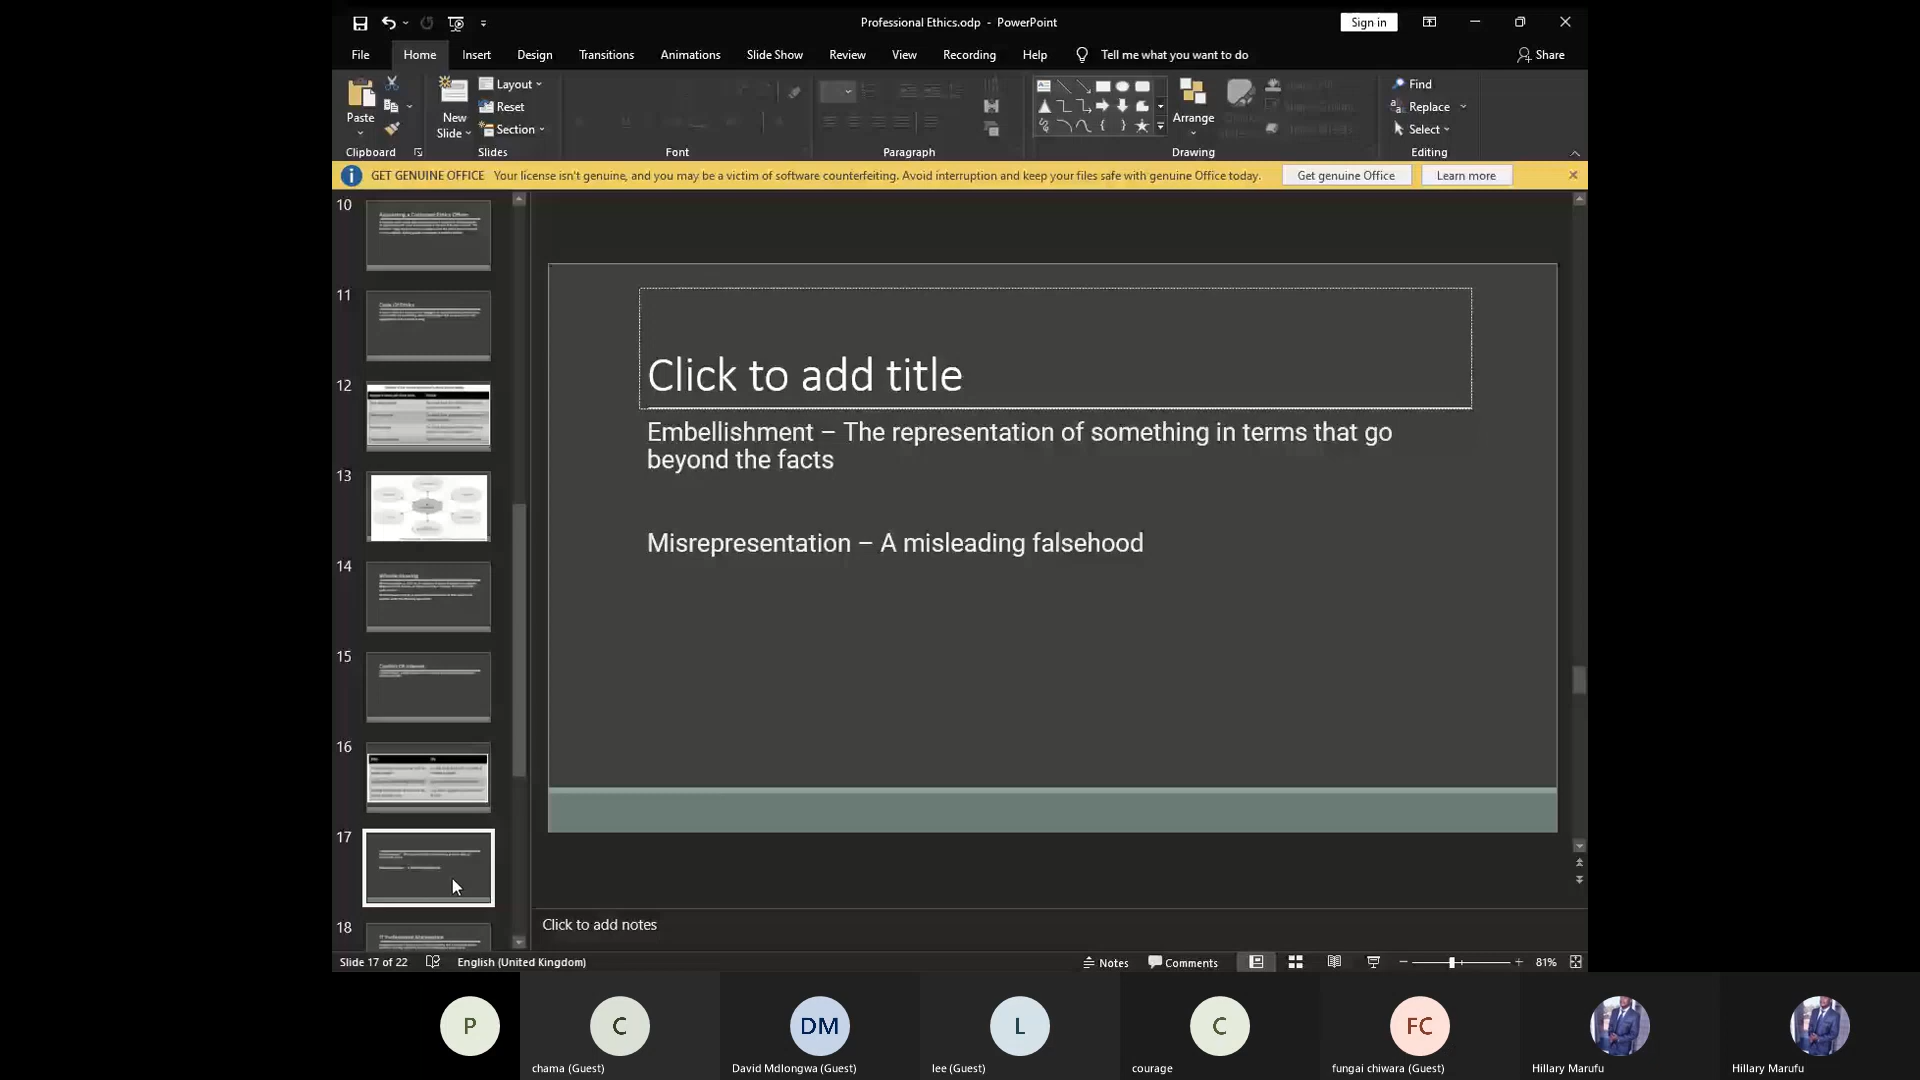 Professional Ethics.odp - PowerPoint
Sign in
File Home Insert Design Transitions Animations Slide Show Review View Recording Help Tell me what you want to do Share
Paste
New Slide
Layout
Reset
Section
Arrange
Find
Replace
Select
Clipboard Slides Font Paragraph Drawing Editing
GET GENUINE OFFICE Your license isn't genuine, and you may be a victim of software counterfeiting. Avoid interruption and keep your files safe with genuine Office today. Get genuine Office Learn more
10
11
Code Of Ethics
12
13
14
15
16
17
18
Click to add title
Embellishment – The representation of something in terms that go
beyond the facts
Misrepresentation – A misleading falsehood
Click to add notes
Slide 17 of 22 English (United Kingdom) Notes Comments 81%
P C DM L C FC
chama (Guest) David Mdlongwa (Guest) lee (Guest) courage fungai chiwara (Guest) Hillary Marufu Hillary Marufu